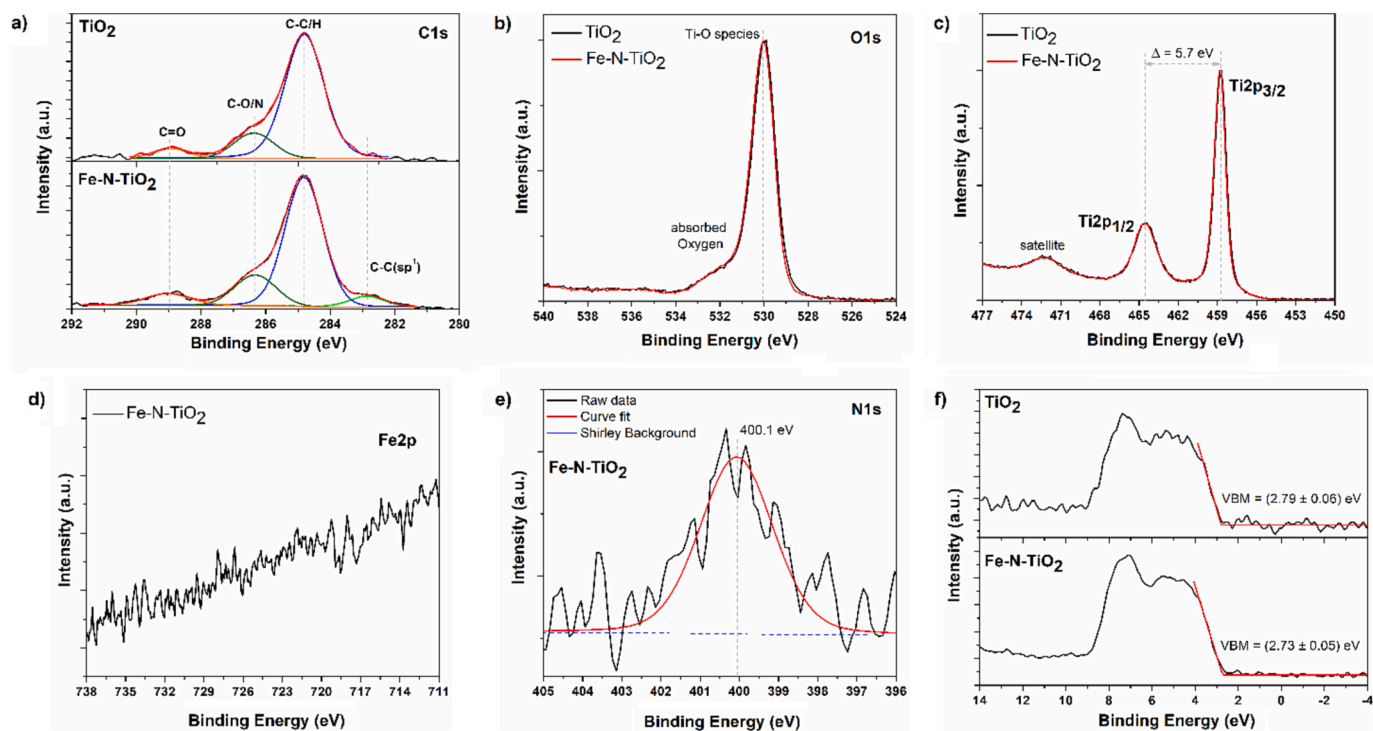 a)
TiO2
C-C/H
C1s
C-O/N
C=O
Fe-N-TiO2
C-C(sp1)
Intensity (a.u.)
292 290 288 286 284 282 280
Binding Energy (eV)
b)
Ti-O species
O1s
TiO2
Fe-N-TiO2
absorbed
Oxygen
Intensity (a.u.)
540 538 536 534 532 530 528 526 524
Binding Energy (eV)
c)
TiO2
Fe-N-TiO2
Δ = 5.7 eV
Ti2p3/2
Ti2p1/2
satellite
Intensity (a.u.)
477 474 471 468 465 462 459 456 453 450
Binding Energy (eV)
d)
Fe-N-TiO2
Fe2p
Intensity (a.u.)
738 735 732 729 726 723 720 717 714 711
Binding Energy (eV)
e)
Raw data
Curve fit
Shirley Background
N1s
400.1 eV
Fe-N-TiO2
Intensity (a.u.)
405 404 403 402 401 400 399 398 397 396
Binding Energy (eV)
f)
TiO2
VBM = (2.79 ± 0.06) eV
Fe-N-TiO2
VBM = (2.73 ± 0.05) eV
Intensity (a.u.)
14 12 10 8 6 4 2 0 -2 -4
Binding Energy (eV)